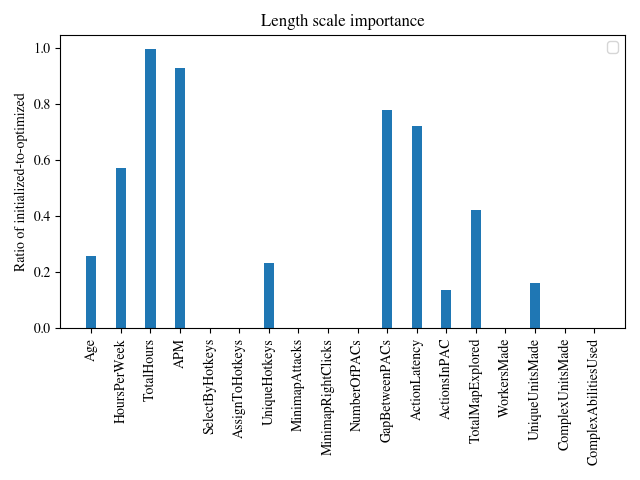 Length scale importance
Ratio of initialized-to-optimized
1.0
0.8
0.6
0.4
0.2
0.0
Age
HoursPerWeek
TotalHours
APM
SelectByHotkeys
AssignToHotkeys
UniqueHotkeys
MinimapAttacks
MinimapRightClicks
NumberOfPACs
GapBetweenPACs
ActionLatency
ActionsInPAC
TotalMapExplored
WorkersMade
UniqueUnitsMade
ComplexUnitsMade
ComplexAbilitiesUsed